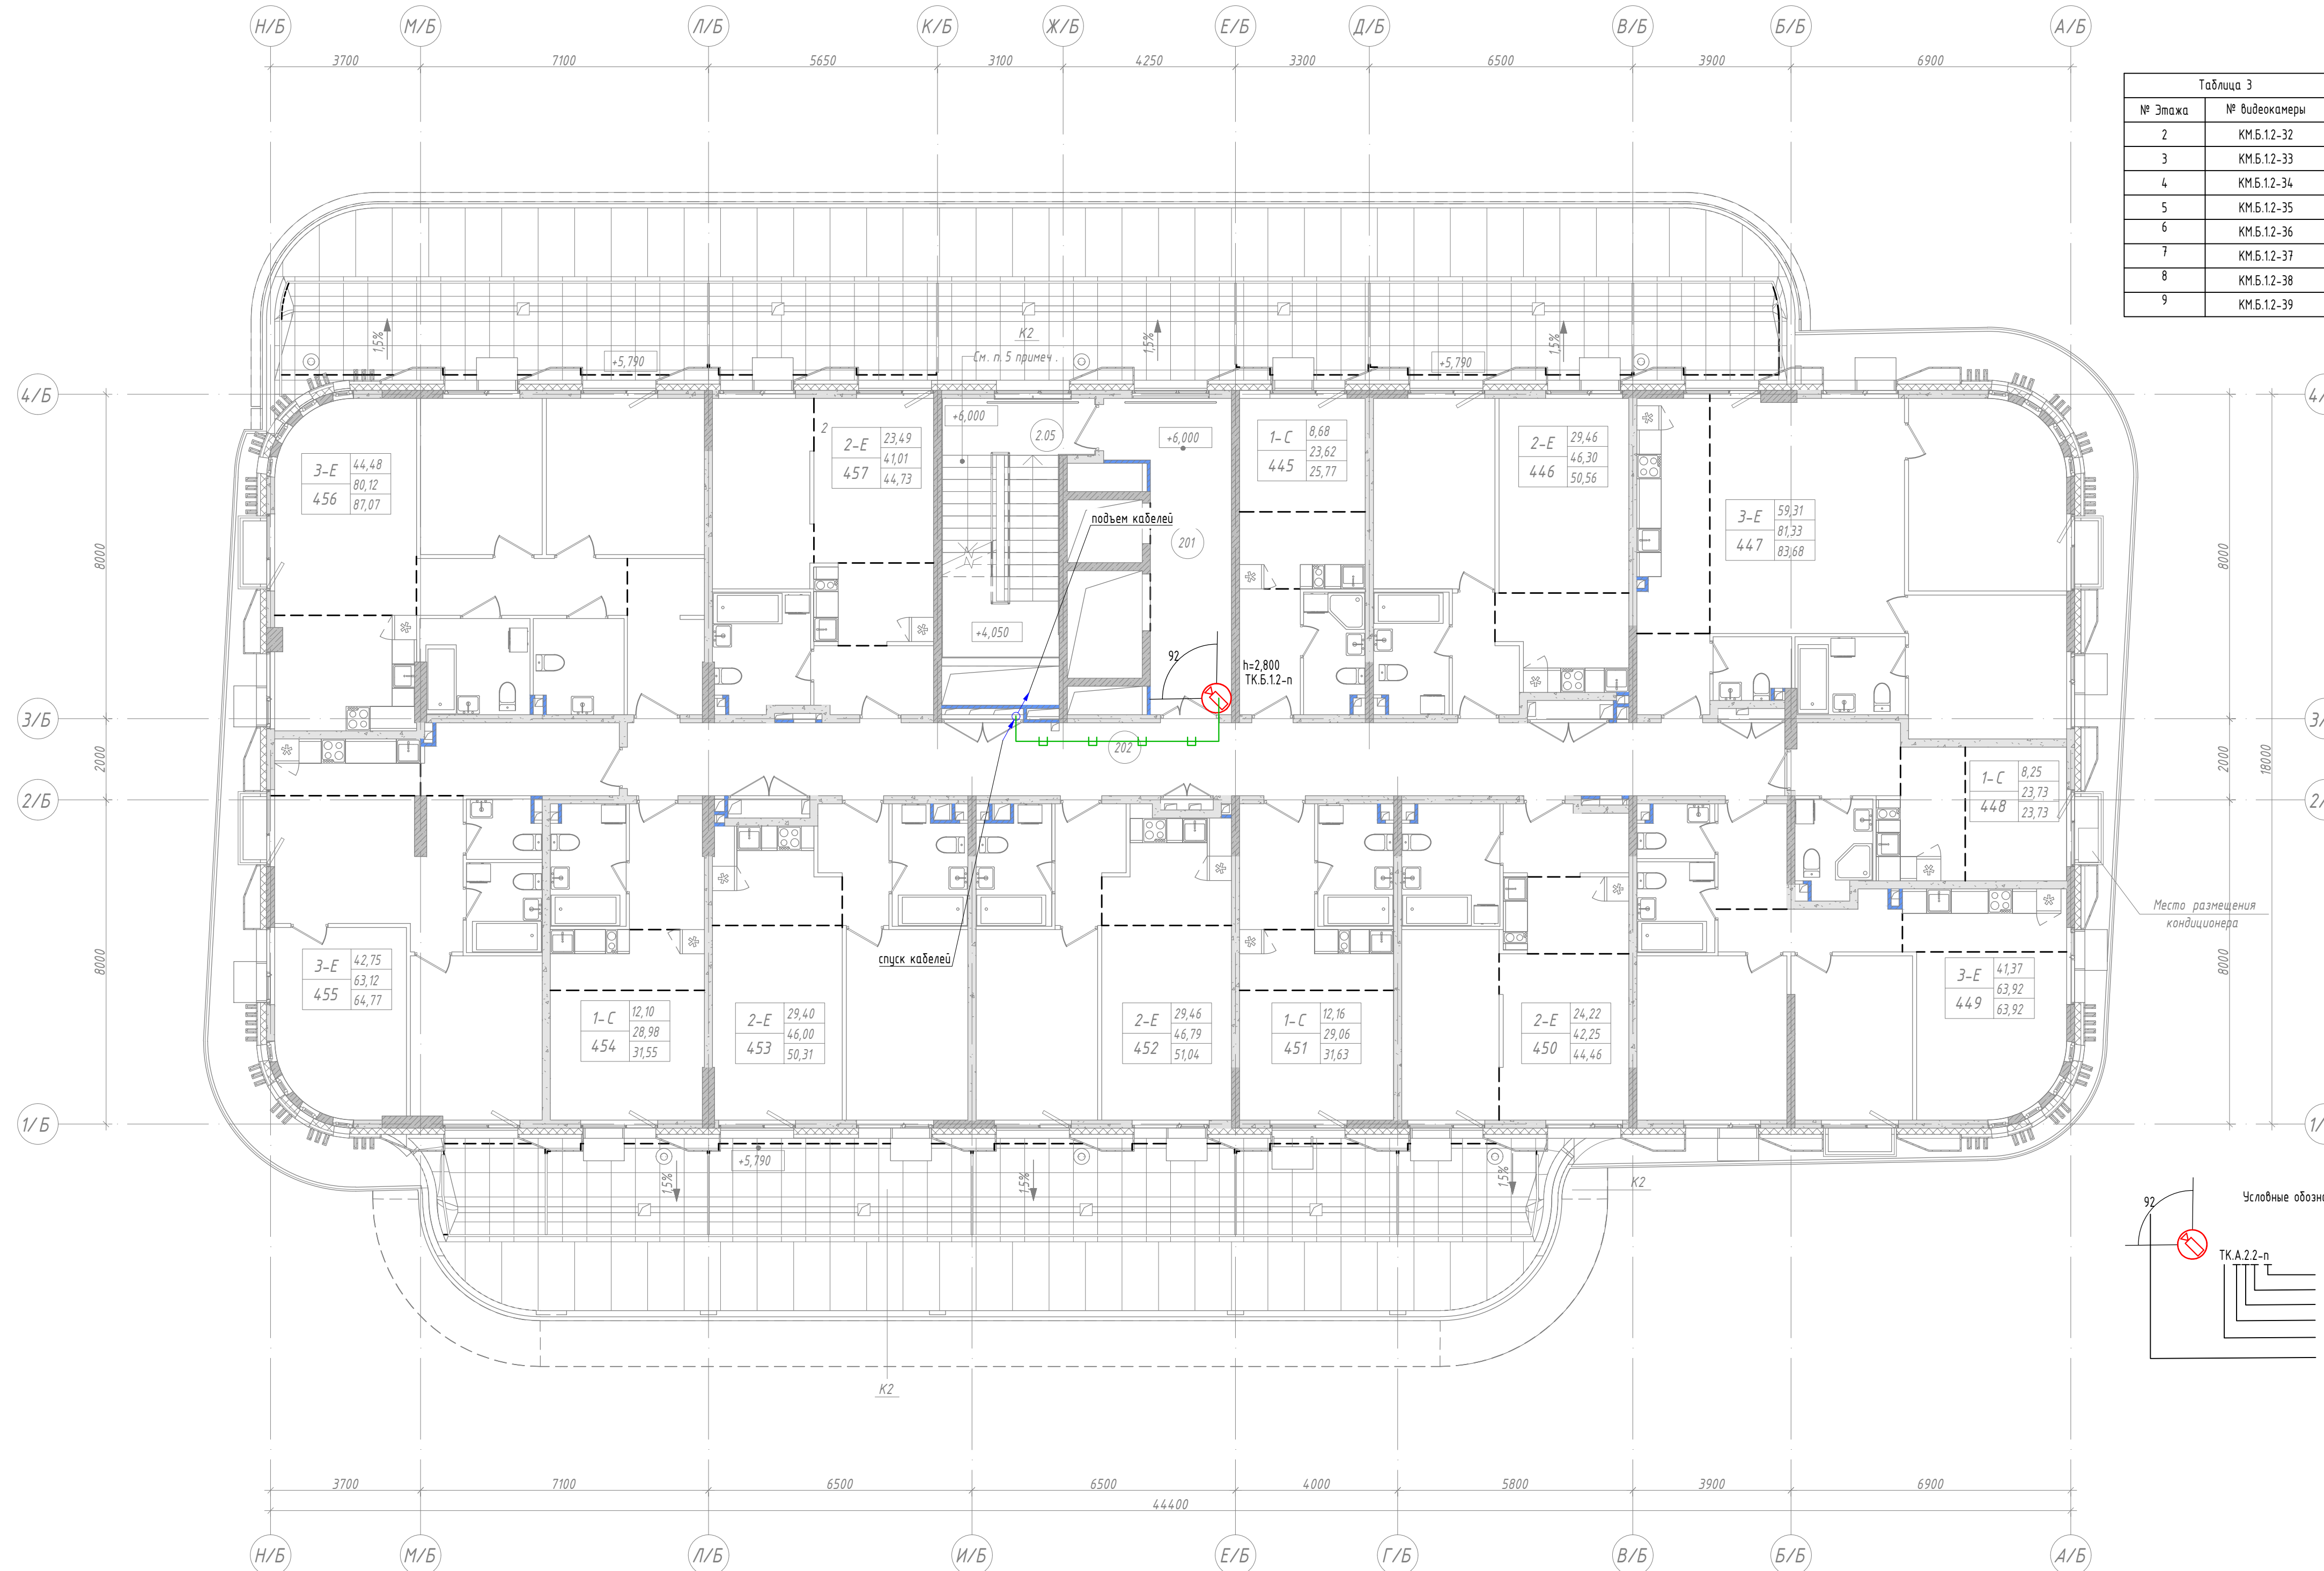 Н/Б М/Б Л/Б К/Б Ж/Б Е/Б Д/Б В/Б Б/Б А/Б
3700 7100 5650 3100 4250 3300 6500 3900 6900
Таблица 3
№ Этажа № видеокамеры
2 КМ.Б.1.2-32
3 КМ.Б.1.2-33
4 КМ.Б.1.2-34
5 КМ.Б.1.2-35
6 КМ.Б.1.2-36
7 КМ.Б.1.2-37
8 КМ.Б.1.2-38
9 КМ.Б.1.2-39
К2
См. п. 5 примеч.
1,5% 1,5% 1,5%
+5,790 +5,790
4/Б
+6,000 2.05 +6,000
2
3-Е 44,48
456 80,12
87,07
2-Е 23,49
457 41,01
44,73
1-С 8,68
445 23,62
25,77
2-Е 29,46
446 46,30
50,56
3-Е 59,31
447 81,33
83,68
подъем кабелей
201
8000 8000
+4,050
92
h=2,800
ТК.Б.1.2-п
3/Б
202
2000 2000 18000
2/Б
1-С 8,25
448 23,73
23,73
Место размещения
кондиционера
спуск кабелей
8000 8000
3-Е 42,75
455 63,12
64,77
1-С 12,10
454 28,98
31,55
2-Е 29,40
453 46,00
50,31
2-Е 29,46
452 46,79
51,04
1-С 12,16
451 29,06
31,63
2-Е 24,22
450 42,25
44,46
3-Е 41,37
449 63,92
63,92
1/Б
+5,790
1,5% 1,5% 1,5%
К2
92
ТК.А.2.2-п
К2
3700 7100 6500 6500 4000 5800 3900 6900
44400
Н/Б М/Б Л/Б И/Б Е/Б Г/Б В/Б Б/Б А/Б